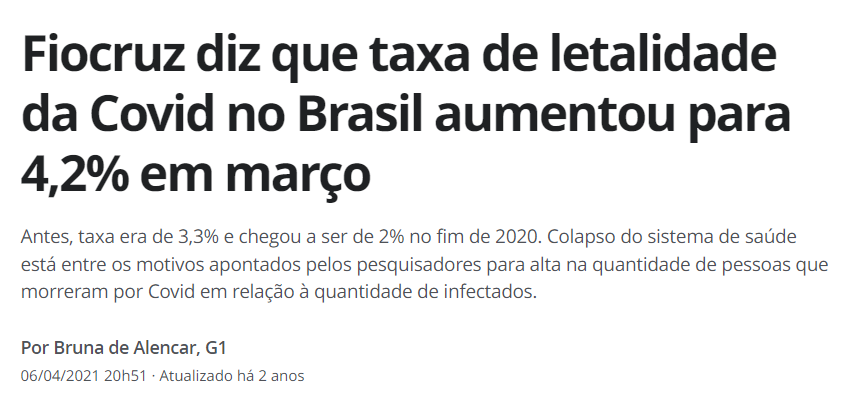 Fiocruz diz que taxa de letalidade
da Covid no Brasil aumentou para
4,2% em março
Antes, taxa era de 3,3% e chegou a ser de 2% no fim de 2020. Colapso do sistema de saúde
está entre os motivos apontados pelos pesquisadores para alta na quantidade de pessoas que
morreram por Covid em relação à quantidade de infectados.
Por Bruna de Alencar, G1
06/04/2021 20h51 · Atualizado há 2 anos